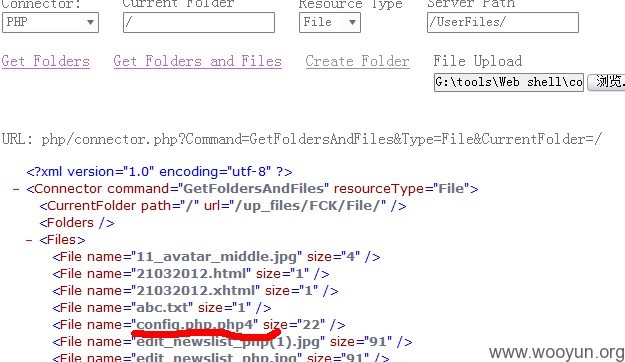 Connector: Current Folder Resource Type Server Path
PHP / File /UserFiles/
Get Folders Get Folders and Files Create Folder File Upload
G:\tools\Web shell\co 浏览.
URL: php/connector.php?Command=GetFoldersAndFiles&Type=File&CurrentFolder=/
<?xml version="1.0" encoding="utf-8" ?>
- <Connector command="GetFoldersAndFiles" resourceType="File">
<CurrentFolder path="/" url="/up_files/FCK/File/" />
<Folders />
- <Files>
<File name="11_avatar_middle.jpg" size="4" />
<File name="21032012.html" size="1" />
<File name="21032012.xhtml" size="1" />
<File name="abc.txt" size="1" />
<File name="config.php.php4" size="22" />
<File name="edit_newslist_php(1).jpg" size="91" />
<File name="edit_newslist_php.jpg" size="91" />
www.wooyun.org